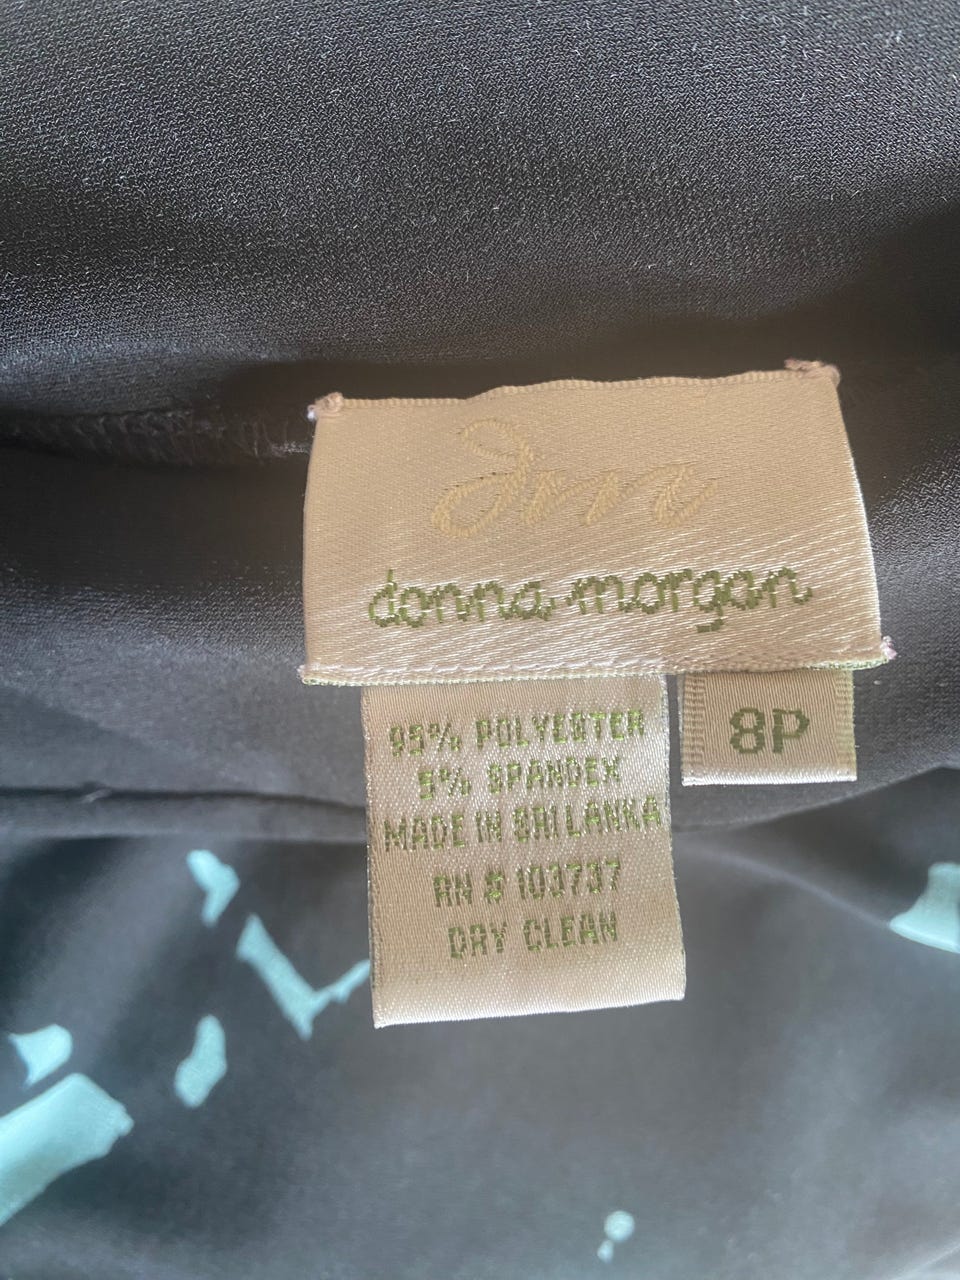 dm
donna morgan
8P
95% POLYESTER
5% SPANDEX
MADE IN SRI LANKA
RN # 103737
DRY CLEAN